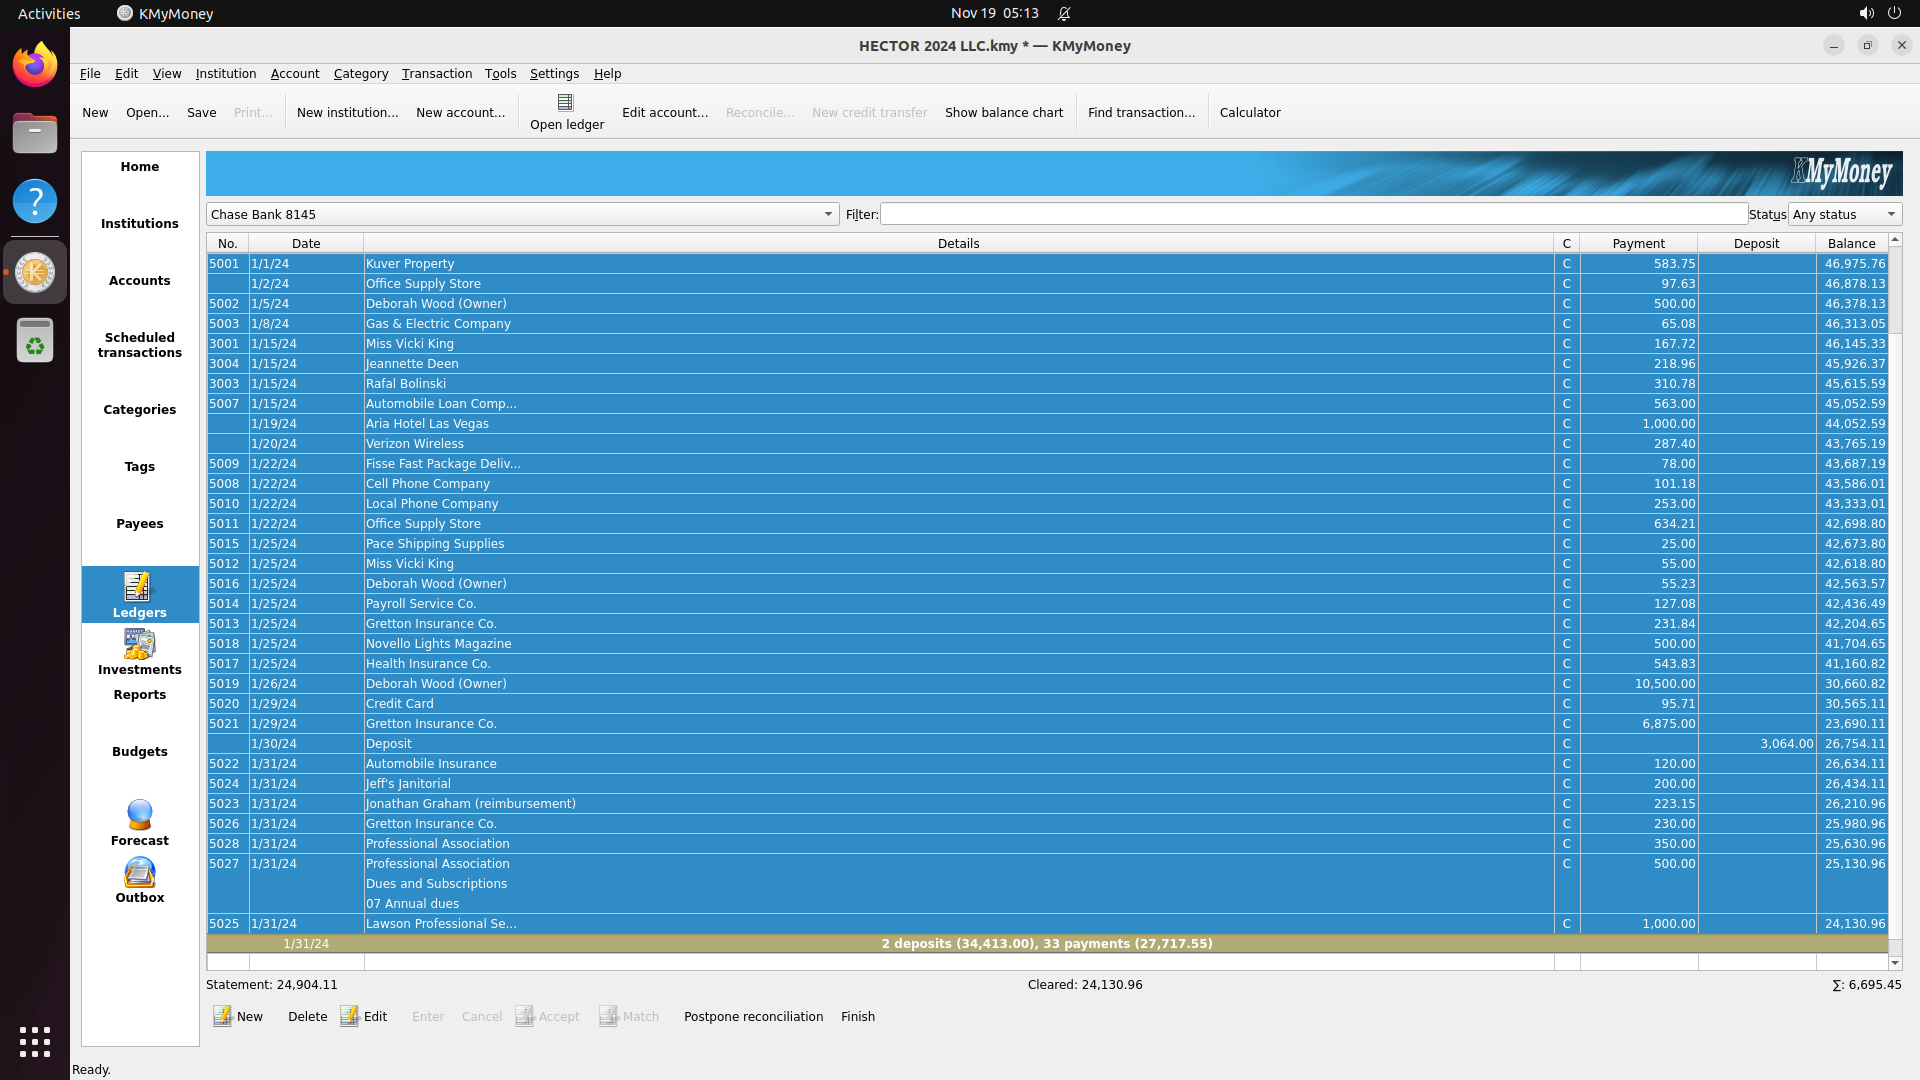 Activities KMyMoney Nov 19 05:13
HECTOR 2024 LLC.kmy * — KMyMoney
File Edit View Institution Account Category Transaction Tools Settings Help
New Open... Save Print... New institution... New account... Open ledger Edit account... Reconcile... New credit transfer Show balance chart Find transaction... Calculator
Home
Institutions
Accounts
Scheduled
transactions
Categories
Tags
Payees
Ledgers
Investments
Reports
Budgets
Forecast
Outbox
KMyMoney
Chase Bank 8145 Filter: Status Any status
No. Date Details C Payment Deposit Balance
5001 1/1/24 Kuver Property C 583.75 46,975.76
1/2/24 Office Supply Store C 97.63 46,878.13
5002 1/5/24 Deborah Wood (Owner) C 500.00 46,378.13
5003 1/8/24 Gas & Electric Company C 65.08 46,313.05
3001 1/15/24 Miss Vicki King C 167.72 46,145.33
3004 1/15/24 Jeannette Deen C 218.96 45,926.37
3003 1/15/24 Rafal Bolinski C 310.78 45,615.59
5007 1/15/24 Automobile Loan Comp... C 563.00 45,052.59
1/19/24 Aria Hotel Las Vegas C 1,000.00 44,052.59
1/20/24 Verizon Wireless C 287.40 43,765.19
5009 1/22/24 Fisse Fast Package Deliv... C 78.00 43,687.19
5008 1/22/24 Cell Phone Company C 101.18 43,586.01
5010 1/22/24 Local Phone Company C 253.00 43,333.01
5011 1/22/24 Office Supply Store C 634.21 42,698.80
5015 1/25/24 Pace Shipping Supplies C 25.00 42,673.80
5012 1/25/24 Miss Vicki King C 55.00 42,618.80
5016 1/25/24 Deborah Wood (Owner) C 55.23 42,563.57
5014 1/25/24 Payroll Service Co. C 127.08 42,436.49
5013 1/25/24 Gretton Insurance Co. C 231.84 42,204.65
5018 1/25/24 Novello Lights Magazine C 500.00 41,704.65
5017 1/25/24 Health Insurance Co. C 543.83 41,160.82
5019 1/26/24 Deborah Wood (Owner) C 10,500.00 30,660.82
5020 1/29/24 Credit Card C 95.71 30,565.11
5021 1/29/24 Gretton Insurance Co. C 6,875.00 23,690.11
1/30/24 Deposit C 3,064.00 26,754.11
5022 1/31/24 Automobile Insurance C 120.00 26,634.11
5024 1/31/24 Jeff's Janitorial C 200.00 26,434.11
5023 1/31/24 Jonathan Graham (reimbursement) C 223.15 26,210.96
5026 1/31/24 Gretton Insurance Co. C 230.00 25,980.96
5028 1/31/24 Professional Association C 350.00 25,630.96
5027 1/31/24 Professional Association C 500.00 25,130.96
Dues and Subscriptions
07 Annual dues
5025 1/31/24 Lawson Professional Se... C 1,000.00 24,130.96
1/31/24 2 deposits (34,413.00), 33 payments (27,717.55)
Statement: 24,904.11 Cleared: 24,130.96 ∑: 6,695.45
New Delete Edit Enter Cancel Accept Match Postpone reconciliation Finish
Ready.